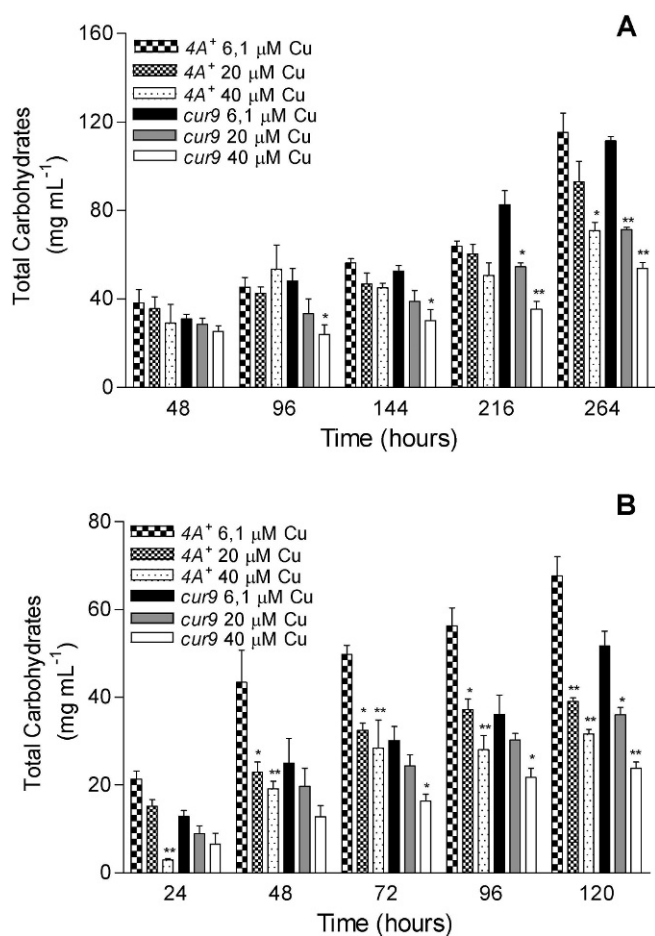 A
160
120
80
40
0
Total Carbohydrates
(mg mL⁻¹)
4A⁺ 6,1 μM Cu
4A⁺ 20 μM Cu
4A⁺ 40 μM Cu
cur9 6,1 μM Cu
cur9 20 μM Cu
cur9 40 μM Cu
* ** **
* **
* *
48 96 144 216 264
Time (hours)
B
80
60
40
20
0
Total Carbohydrates
(mg mL⁻¹)
4A⁺ 6,1 μM Cu
4A⁺ 20 μM Cu
4A⁺ 40 μM Cu
cur9 6,1 μM Cu
cur9 20 μM Cu
cur9 40 μM Cu
**
* **
* ** *
* ** *
** ** * **
24 48 72 96 120
Time (hours)